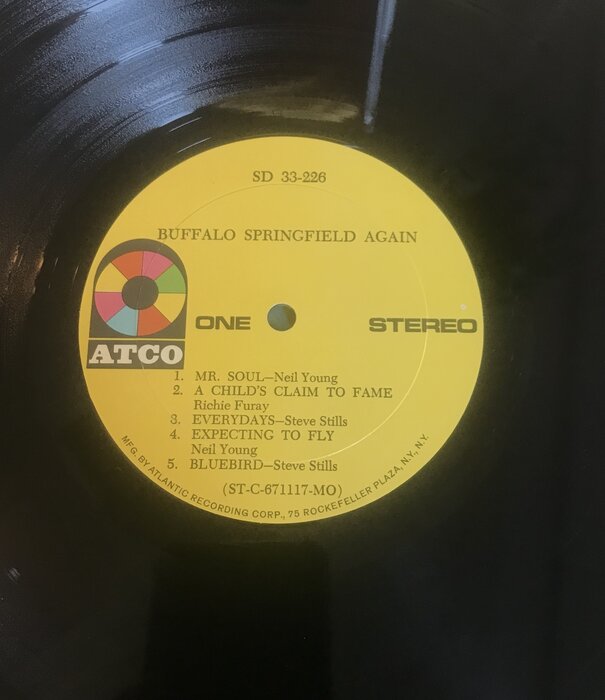 SD 33-226
BUFFALO SPRINGFIELD AGAIN
ATCO
ONE
STEREO
1. MR. SOUL—Neil Young
2. A CHILD'S CLAIM TO FAME
Richie Furay
3. EVERYDAYS—Steve Stills
4. EXPECTING TO FLY
Neil Young
5. BLUEBIRD—Steve Stills
(ST-C-671117-MO)
MFG. BY ATLANTIC RECORDING CORP., 75 ROCKEFELLER PLAZA, N.Y., N.Y.